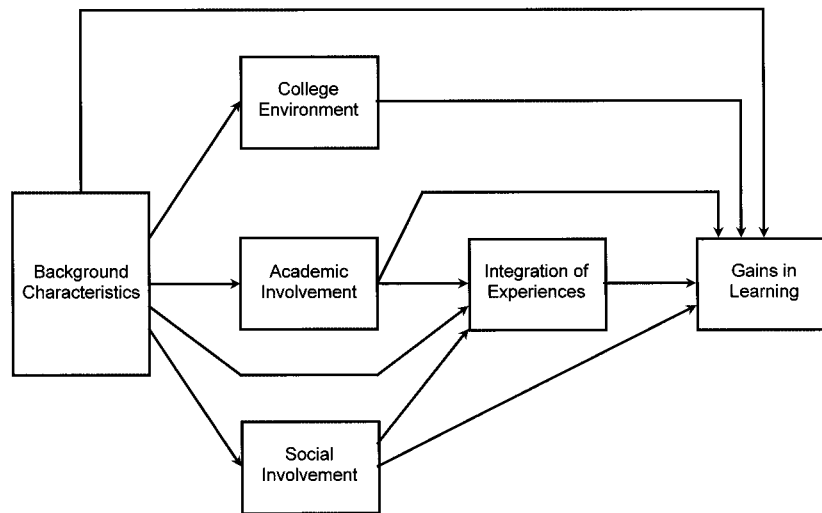 College
Environment
Background
Characteristics
Academic
Involvement
Integration of
Experiences
Gains in
Learning
Social
Involvement